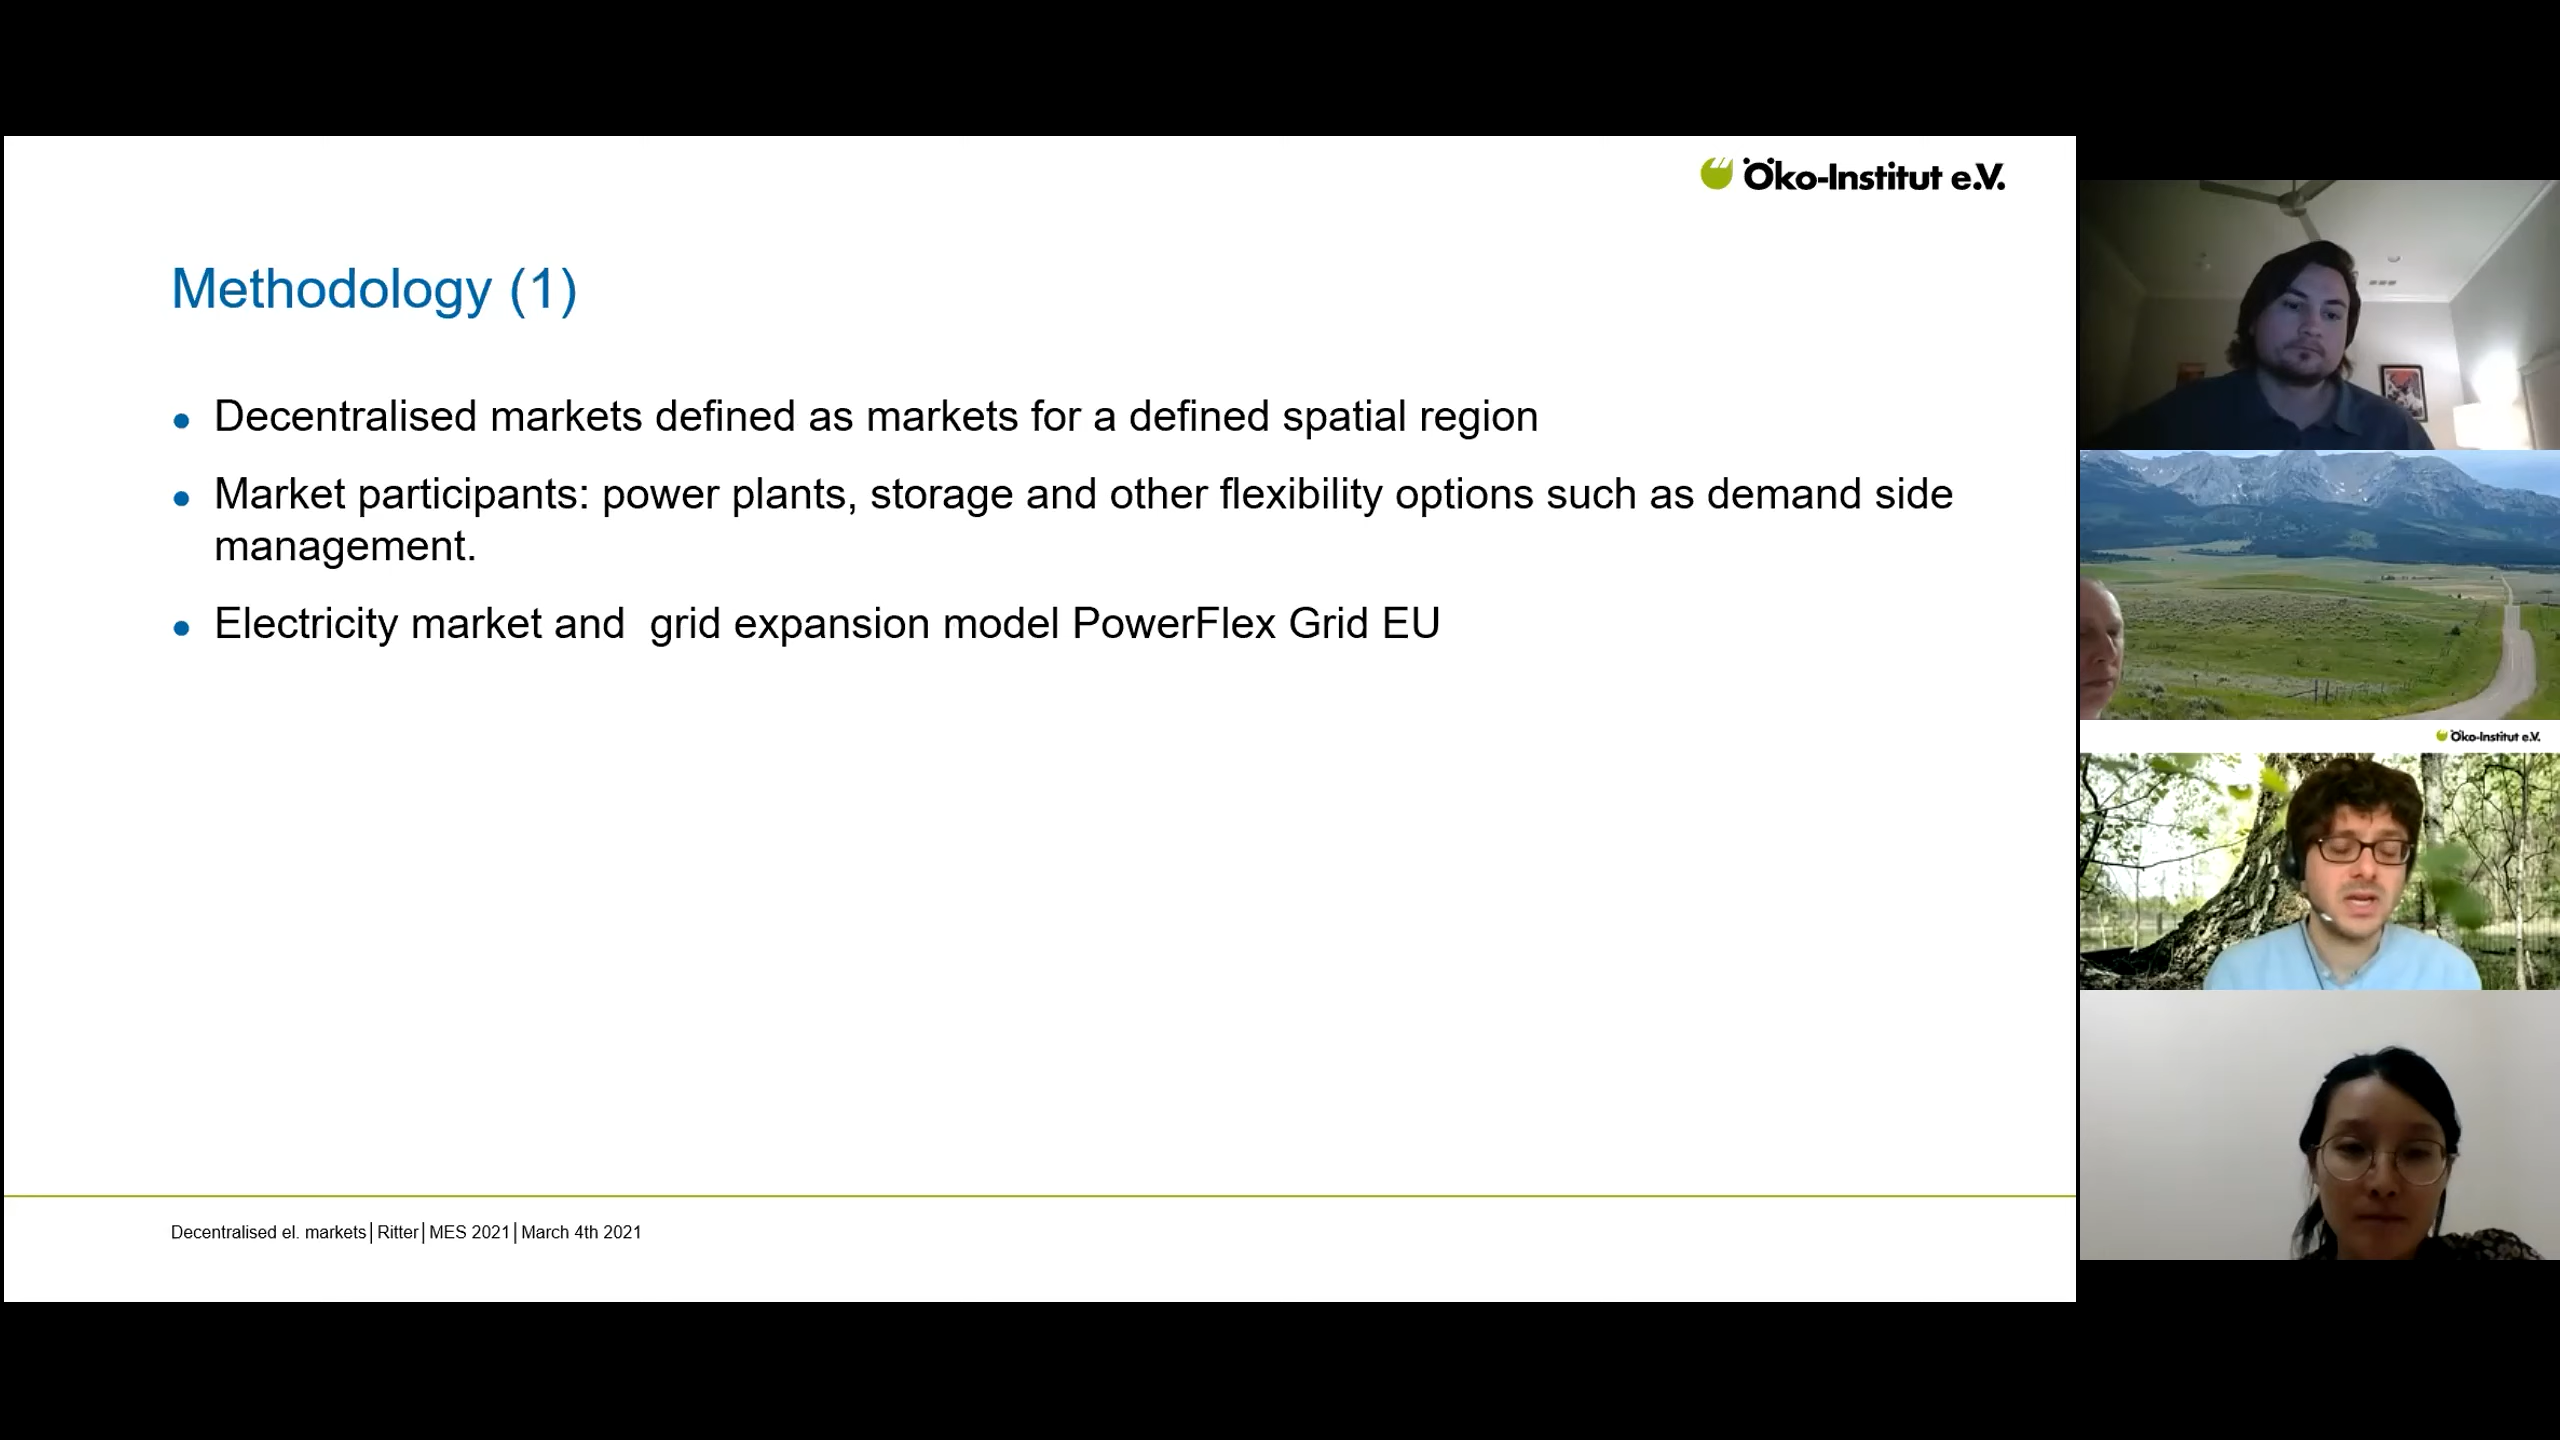 Öko-Institut e.V.
Methodology (1)
• Decentralised markets defined as markets for a defined spatial region
• Market participants: power plants, storage and other flexibility options such as demand side
management.
• Electricity market and  grid expansion model PowerFlex Grid EU
Decentralised el. markets│Ritter│MES 2021│March 4th 2021
Öko-Institut e.V.